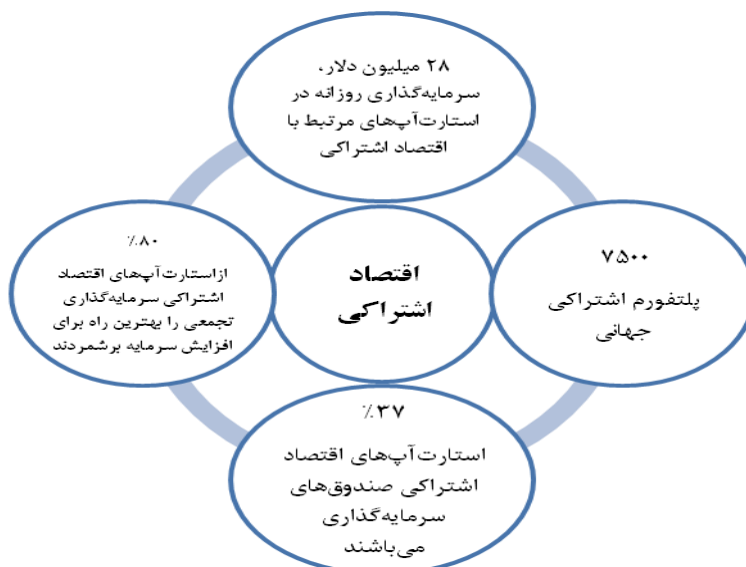 ۲۸ میلیون دلار،
سرمایه‌گذاری روزانه در
استارت‌آپ‌های مرتبط با
اقتصاد اشتراکی
۷۵۰۰
پلتفورم اشتراکی
جهانی
اقتصاد
اشتراکی
٪۸۰
ازاستارت‌آپ‌های اقتصاد
اشتراکی سرمایه‌گذاری
تجمعی را بهترین راه برای
افزایش سرمایه برشمردند
٪۳۷
استارت‌آپ‌های اقتصاد
اشتراکی صندوق‌های
سرمایه‌گذاری
می‌باشند